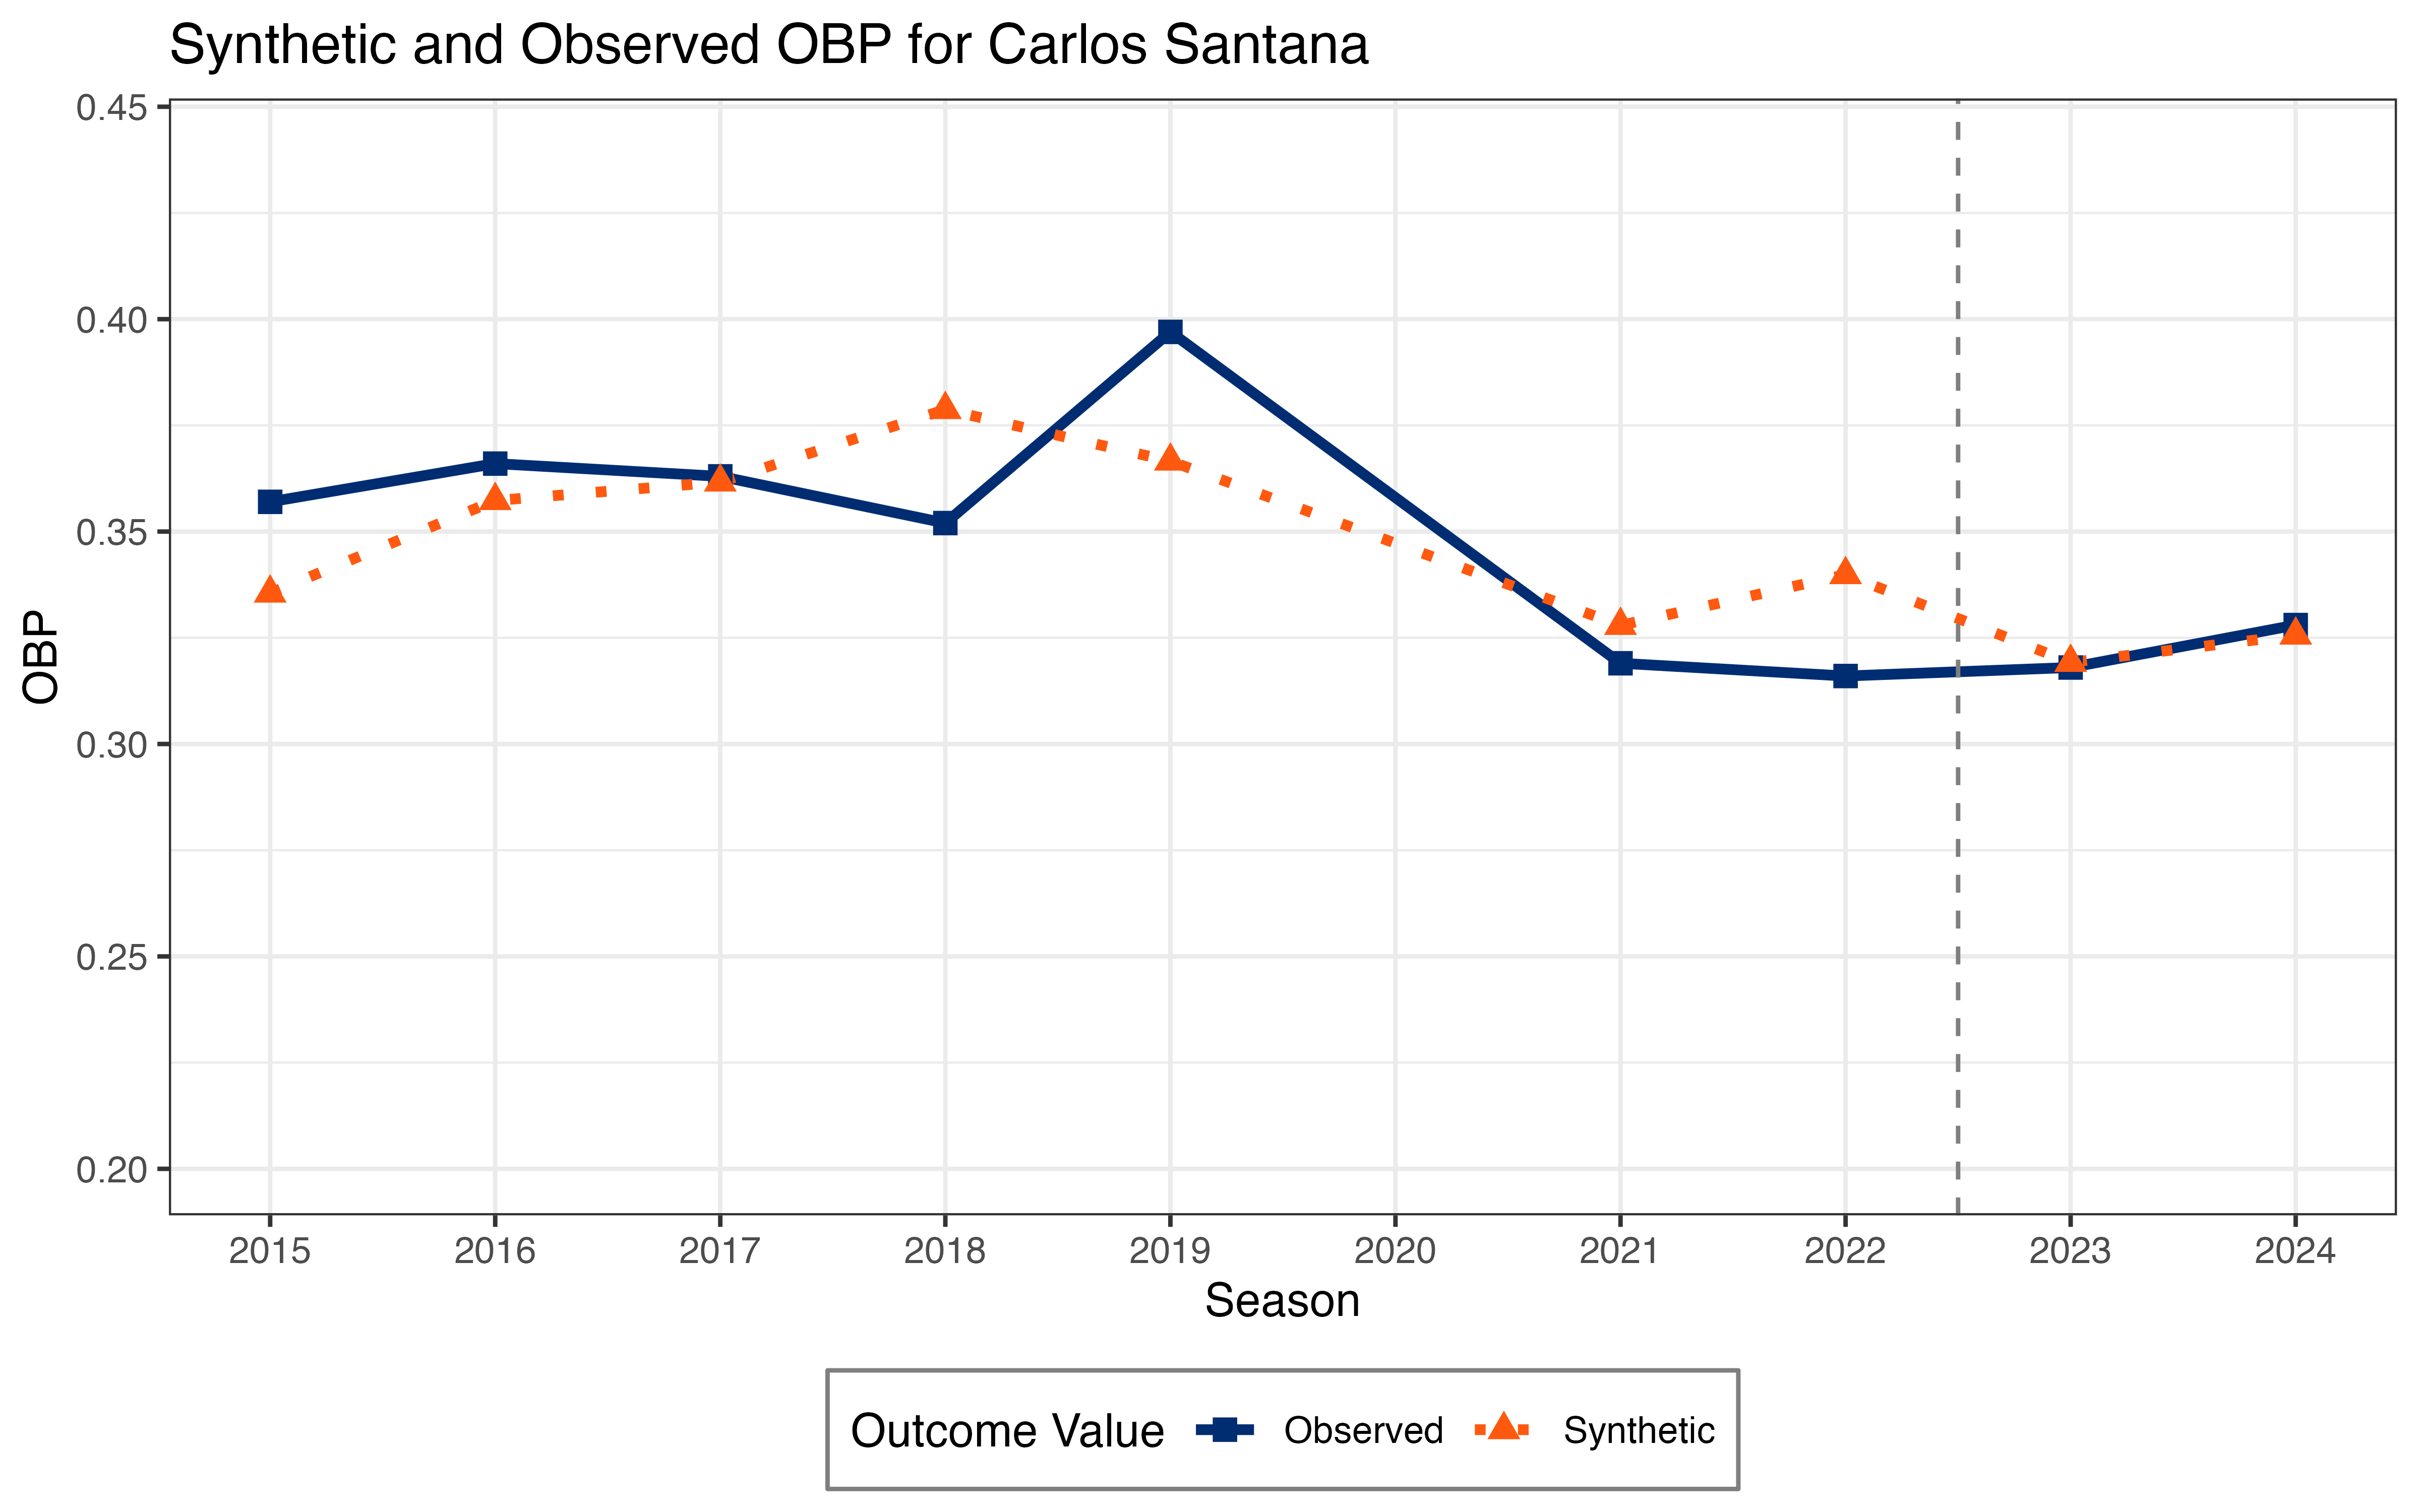 Synthetic and Observed OBP for Carlos Santana
0.45
0.40
0.35
0.30
0.25
0.20
OBP
2015 2016 2017 2018 2019 2020 2021 2022 2023 2024
Season
Outcome Value Observed Synthetic